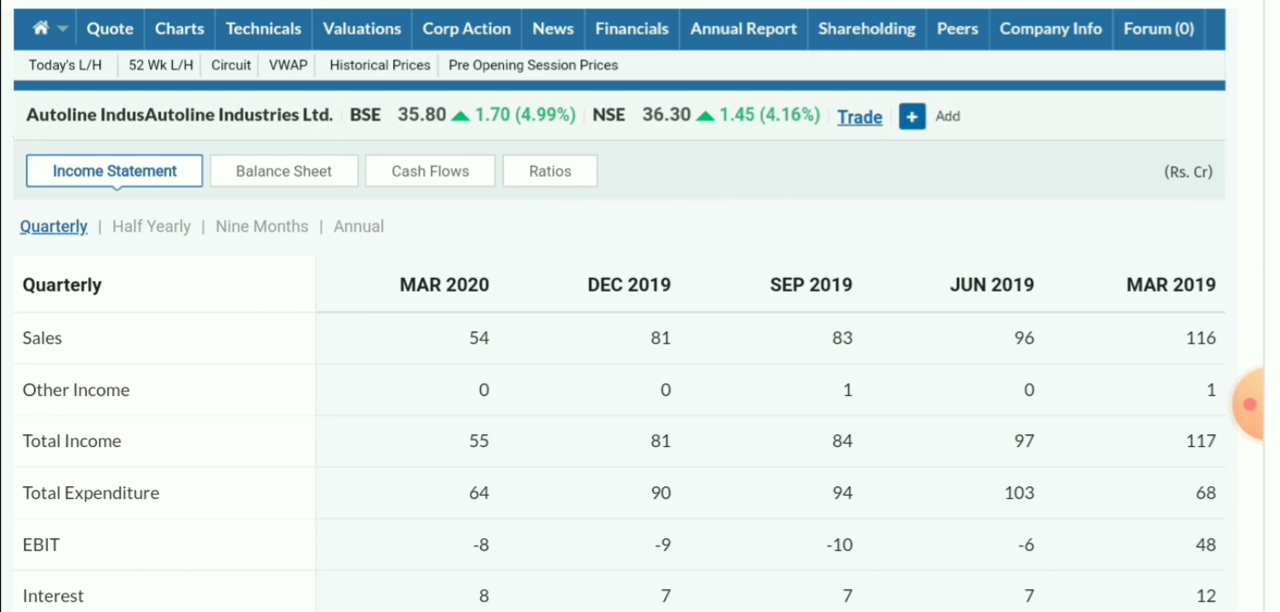 Quote Charts Technicals Valuations Corp Action News Financials Annual Report Shareholding Peers Company Info Forum (0)
Today's L/H 52 Wk L/H Circuit VWAP Historical Prices Pre Opening Session Prices
Autoline IndusAutoline Industries Ltd. BSE 35.80 ▲ 1.70 (4.99%) NSE 36.30 ▲ 1.45 (4.16%) Trade + Add
Income Statement Balance Sheet Cash Flows Ratios (Rs. Cr)
Quarterly | Half Yearly | Nine Months | Annual
Quarterly MAR 2020 DEC 2019 SEP 2019 JUN 2019 MAR 2019
Sales 54 81 83 96 116
Other Income 0 0 1 0 1
Total Income 55 81 84 97 117
Total Expenditure 64 90 94 103 68
EBIT -8 -9 -10 -6 48
Interest 8 7 7 7 12